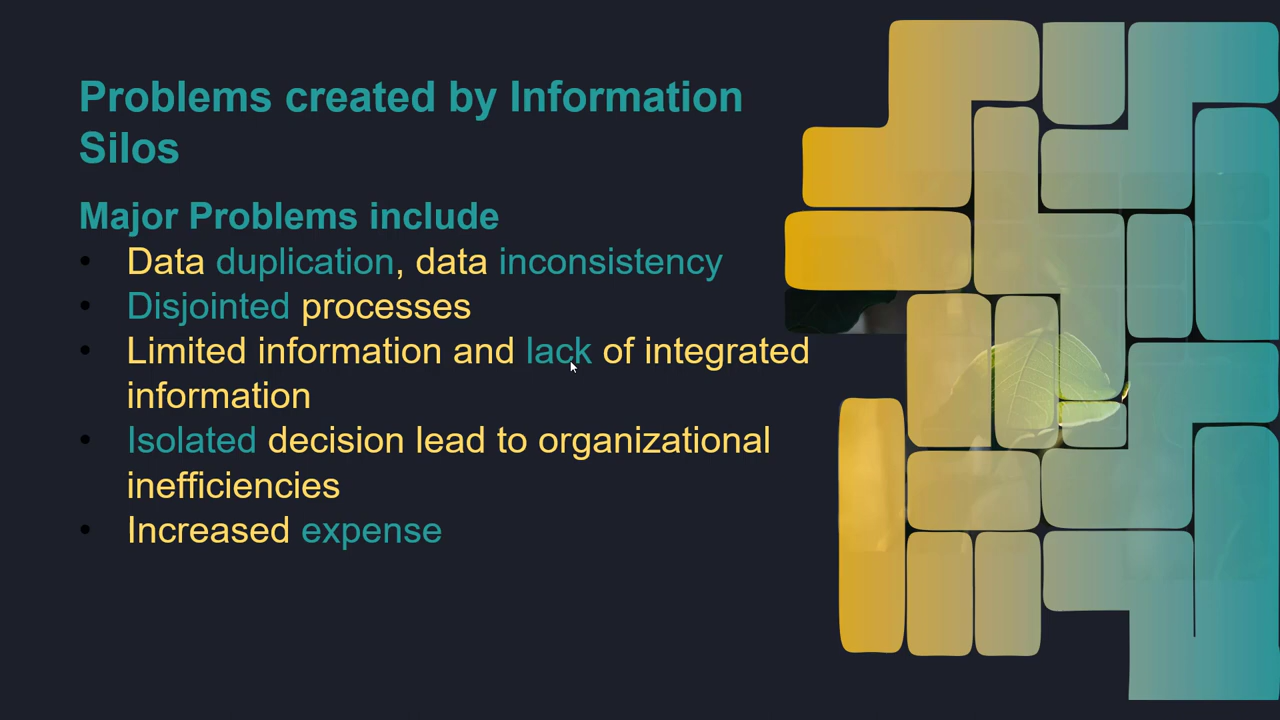 Problems created by Information
Silos
Major Problems include
• Data duplication, data inconsistency
• Disjointed processes
• Limited information and lack of integrated
information
• Isolated decision lead to organizational
inefficiencies
• Increased expense